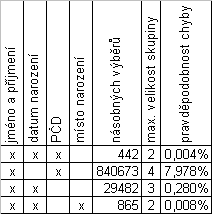 jméno a příjmení
datum narození
PČD
místo narození
násobných výběrů
max. velikost skupiny
pravděpodobnost chyby
x x x 442 2 0,004%
x x 840673 4 7,978%
x x 29482 3 0,280%
x x x 865 2 0,008%